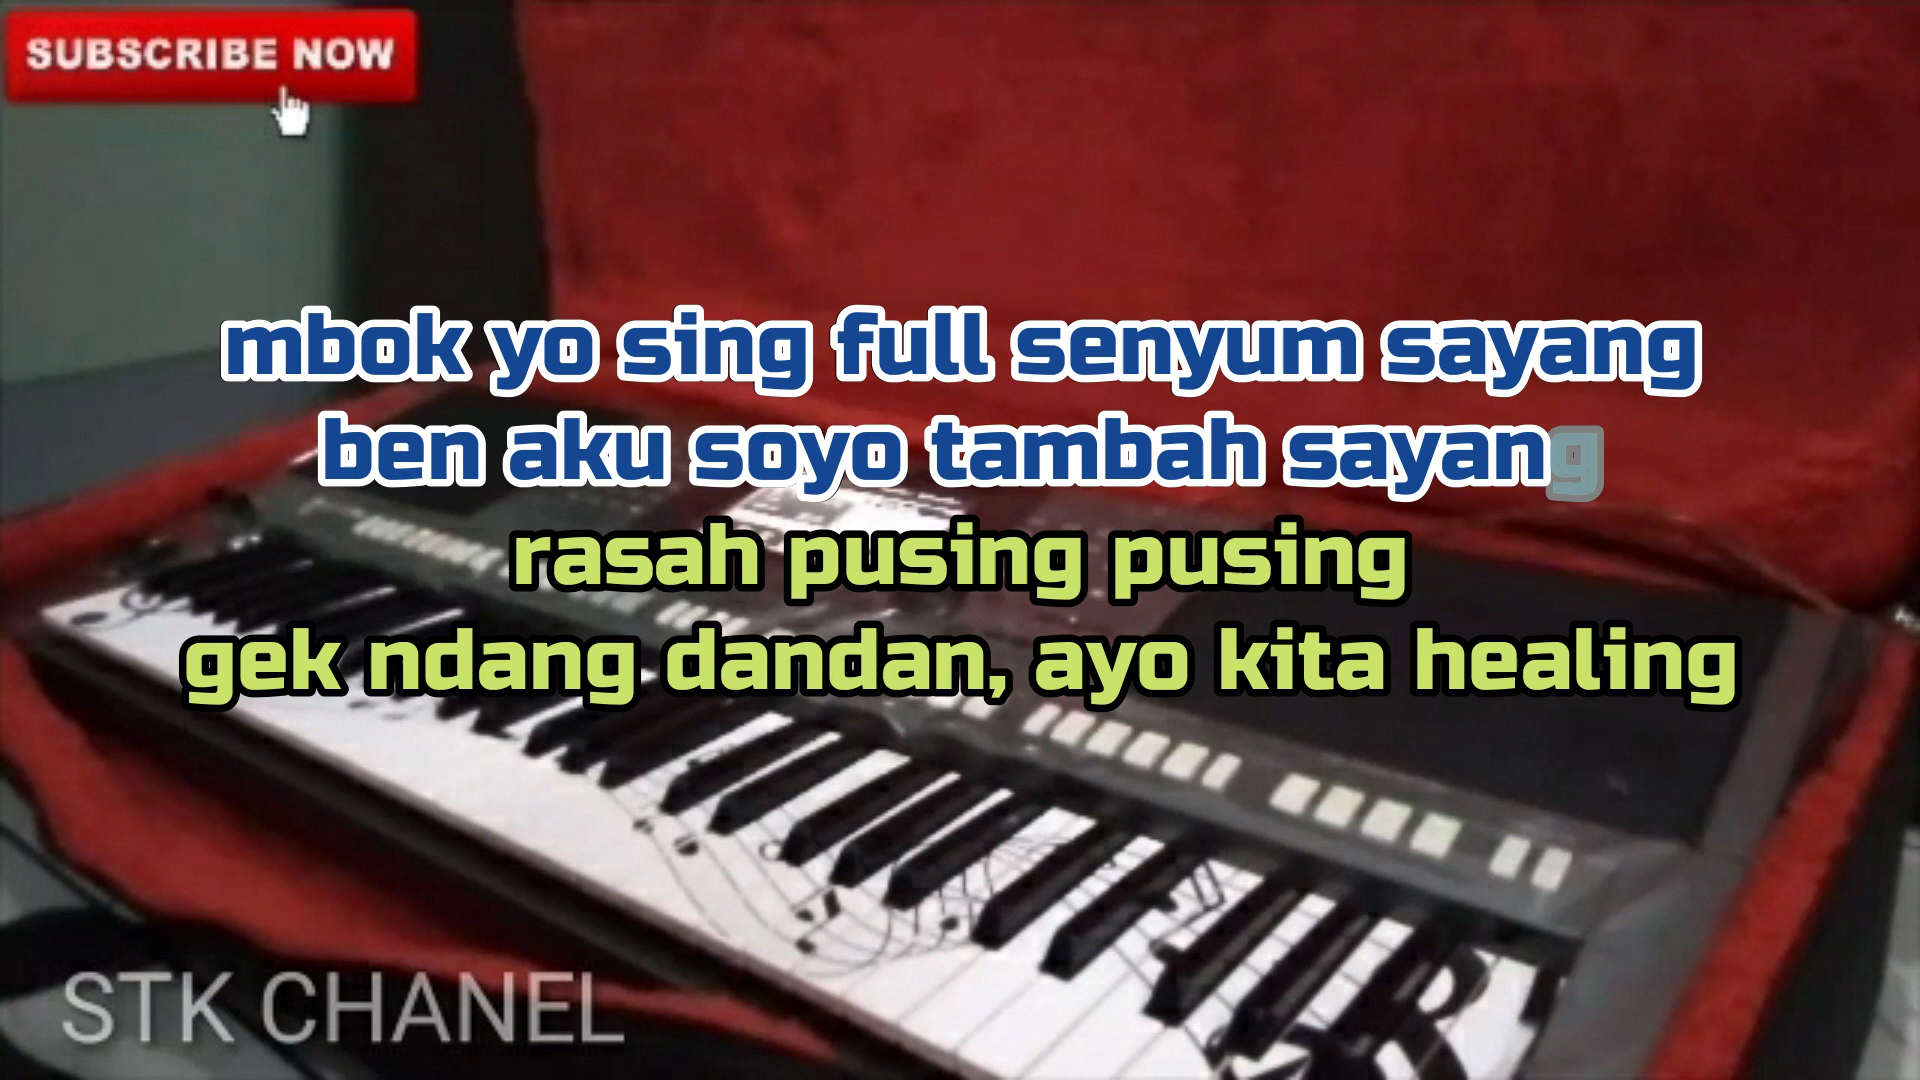 SUBSCRIBE NOW
mbok yo sing full senyum sayang
ben aku soyo tambah sayang
rasah pusing pusing
gek ndang dandan, ayo kita healing
STK CHANEL